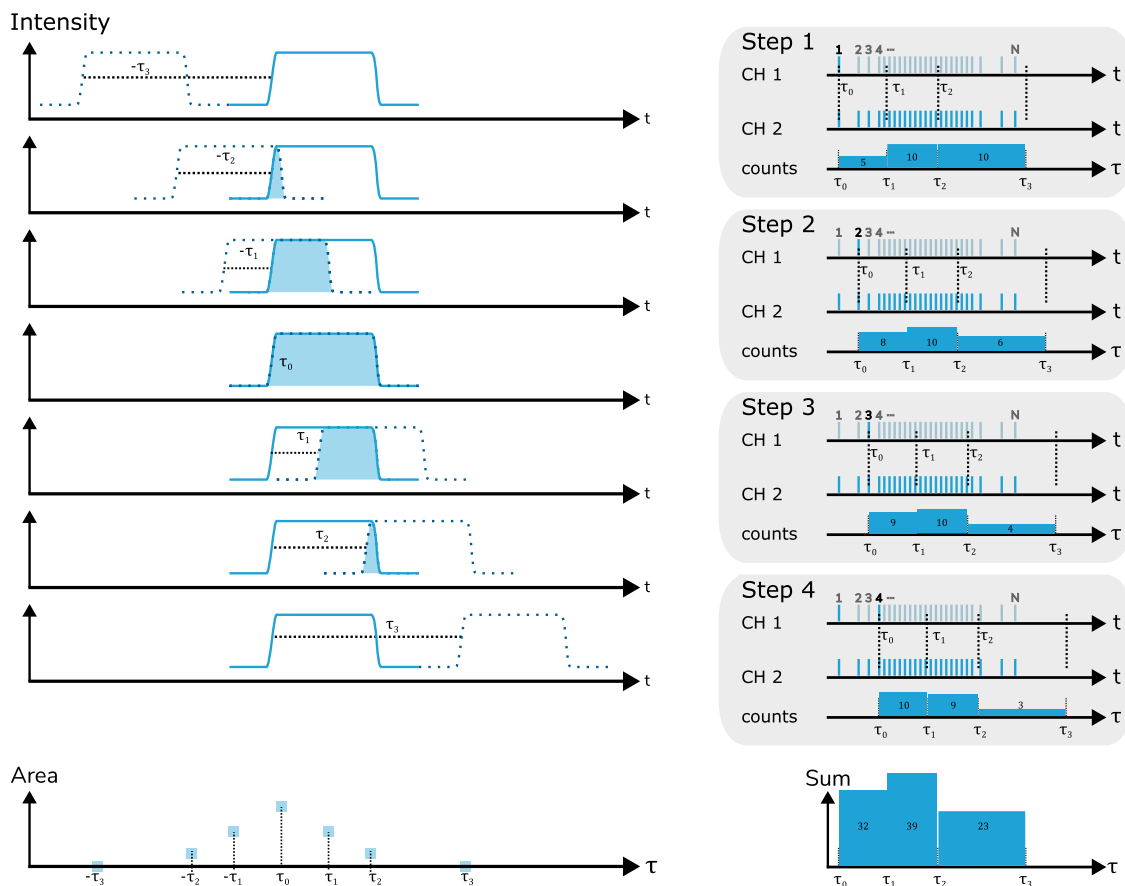 Intensity
-τ3
t
-τ2
t
-τ1
t
τ0
t
τ1
t
τ2
t
τ3
t
Area
-τ3 -τ2 -τ1 τ0 τ1 τ2 τ3 τ
Step 1
1 2 3 4 ... N
CH 1 t
τ0 τ1 τ2
CH 2 t
counts 5 10 10 τ
τ0 τ1 τ2 τ3
Step 2
1 2 3 4 ... N
CH 1 t
τ0 τ1 τ2
CH 2 t
counts 8 10 6 τ
τ0 τ1 τ2 τ3
Step 3
1 2 3 4 ... N
CH 1 t
τ0 τ1 τ2
CH 2 t
counts 9 10 4 τ
τ0 τ1 τ2 τ3
Step 4
1 2 3 4 ... N
CH 1 t
τ0 τ1 τ2
CH 2 t
counts 10 9 3 τ
τ0 τ1 τ2 τ3
Sum
32 39 23
τ0 τ1 τ2 τ3 τ